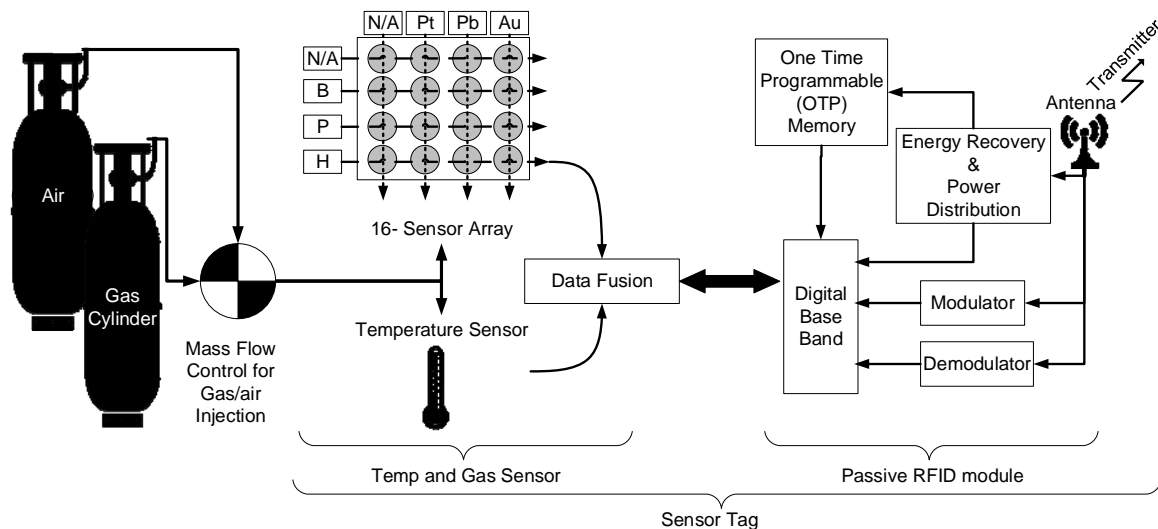 N/A Pt Pb Au
N/A
B
P
H
16- Sensor Array
Air
Gas
Cylinder
Mass Flow
Control for
Gas/air
Injection
Temperature Sensor
Data Fusion
One Time
Programmable
(OTP)
Memory
Energy Recovery
&
Power
Distribution
Antenna
Transmitter
Digital
Base
Band
Modulator
Demodulator
Temp and Gas Sensor
Passive RFID module
Sensor Tag